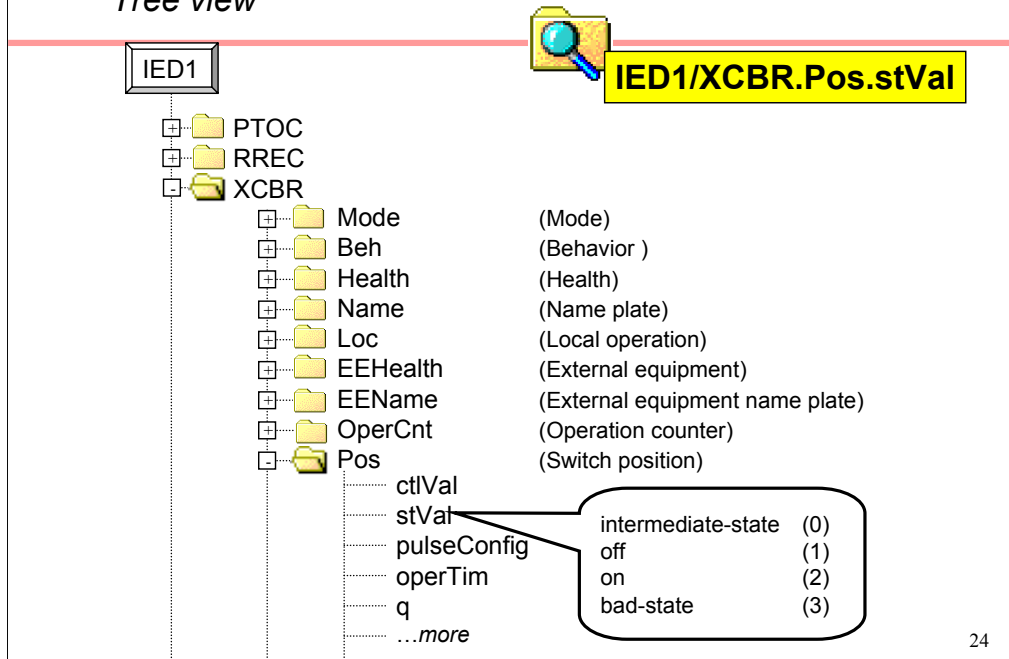 Tree view
IED1
IED1/XCBR.Pos.stVal
PTOC
RREC
XCBR
Mode (Mode)
Beh (Behavior )
Health (Health)
Name (Name plate)
Loc (Local operation)
EEHealth (External equipment)
EEName (External equipment name plate)
OperCnt (Operation counter)
Pos (Switch position)
ctlVal
stVal
pulseConfig
operTim
q
…more
intermediate-state (0)
off (1)
on (2)
bad-state (3)
24